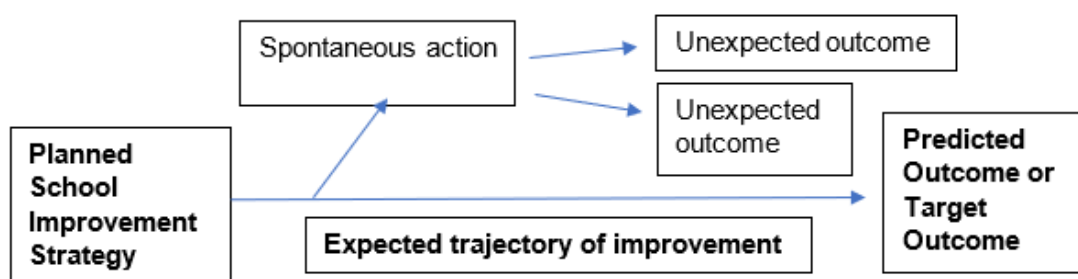 Spontaneous action
Unexpected outcome
Unexpected
outcome
Planned
School
Improvement
Strategy
Predicted
Outcome or
Target
Outcome
Expected trajectory of improvement